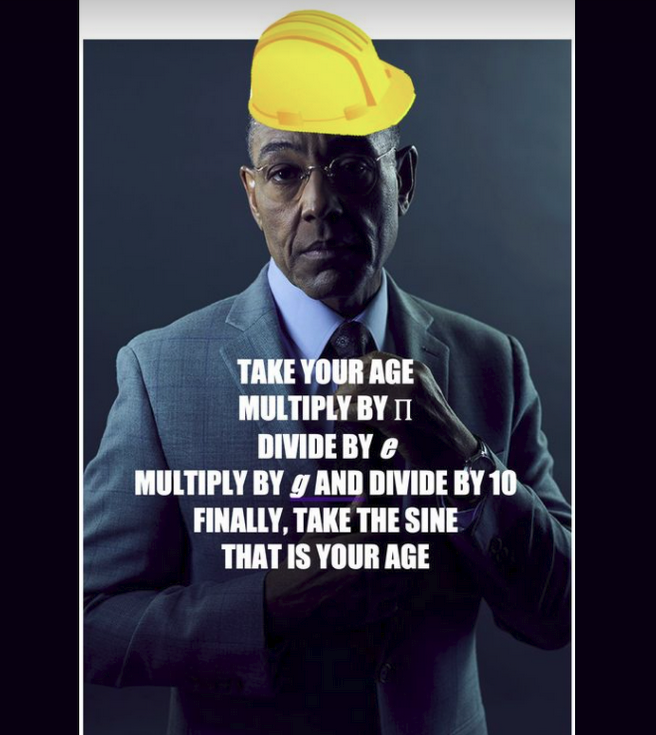 TAKE YOUR AGE
MULTIPLY BY Π
DIVIDE BY e
MULTIPLY BY g AND DIVIDE BY 10
FINALLY, TAKE THE SINE
THAT IS YOUR AGE